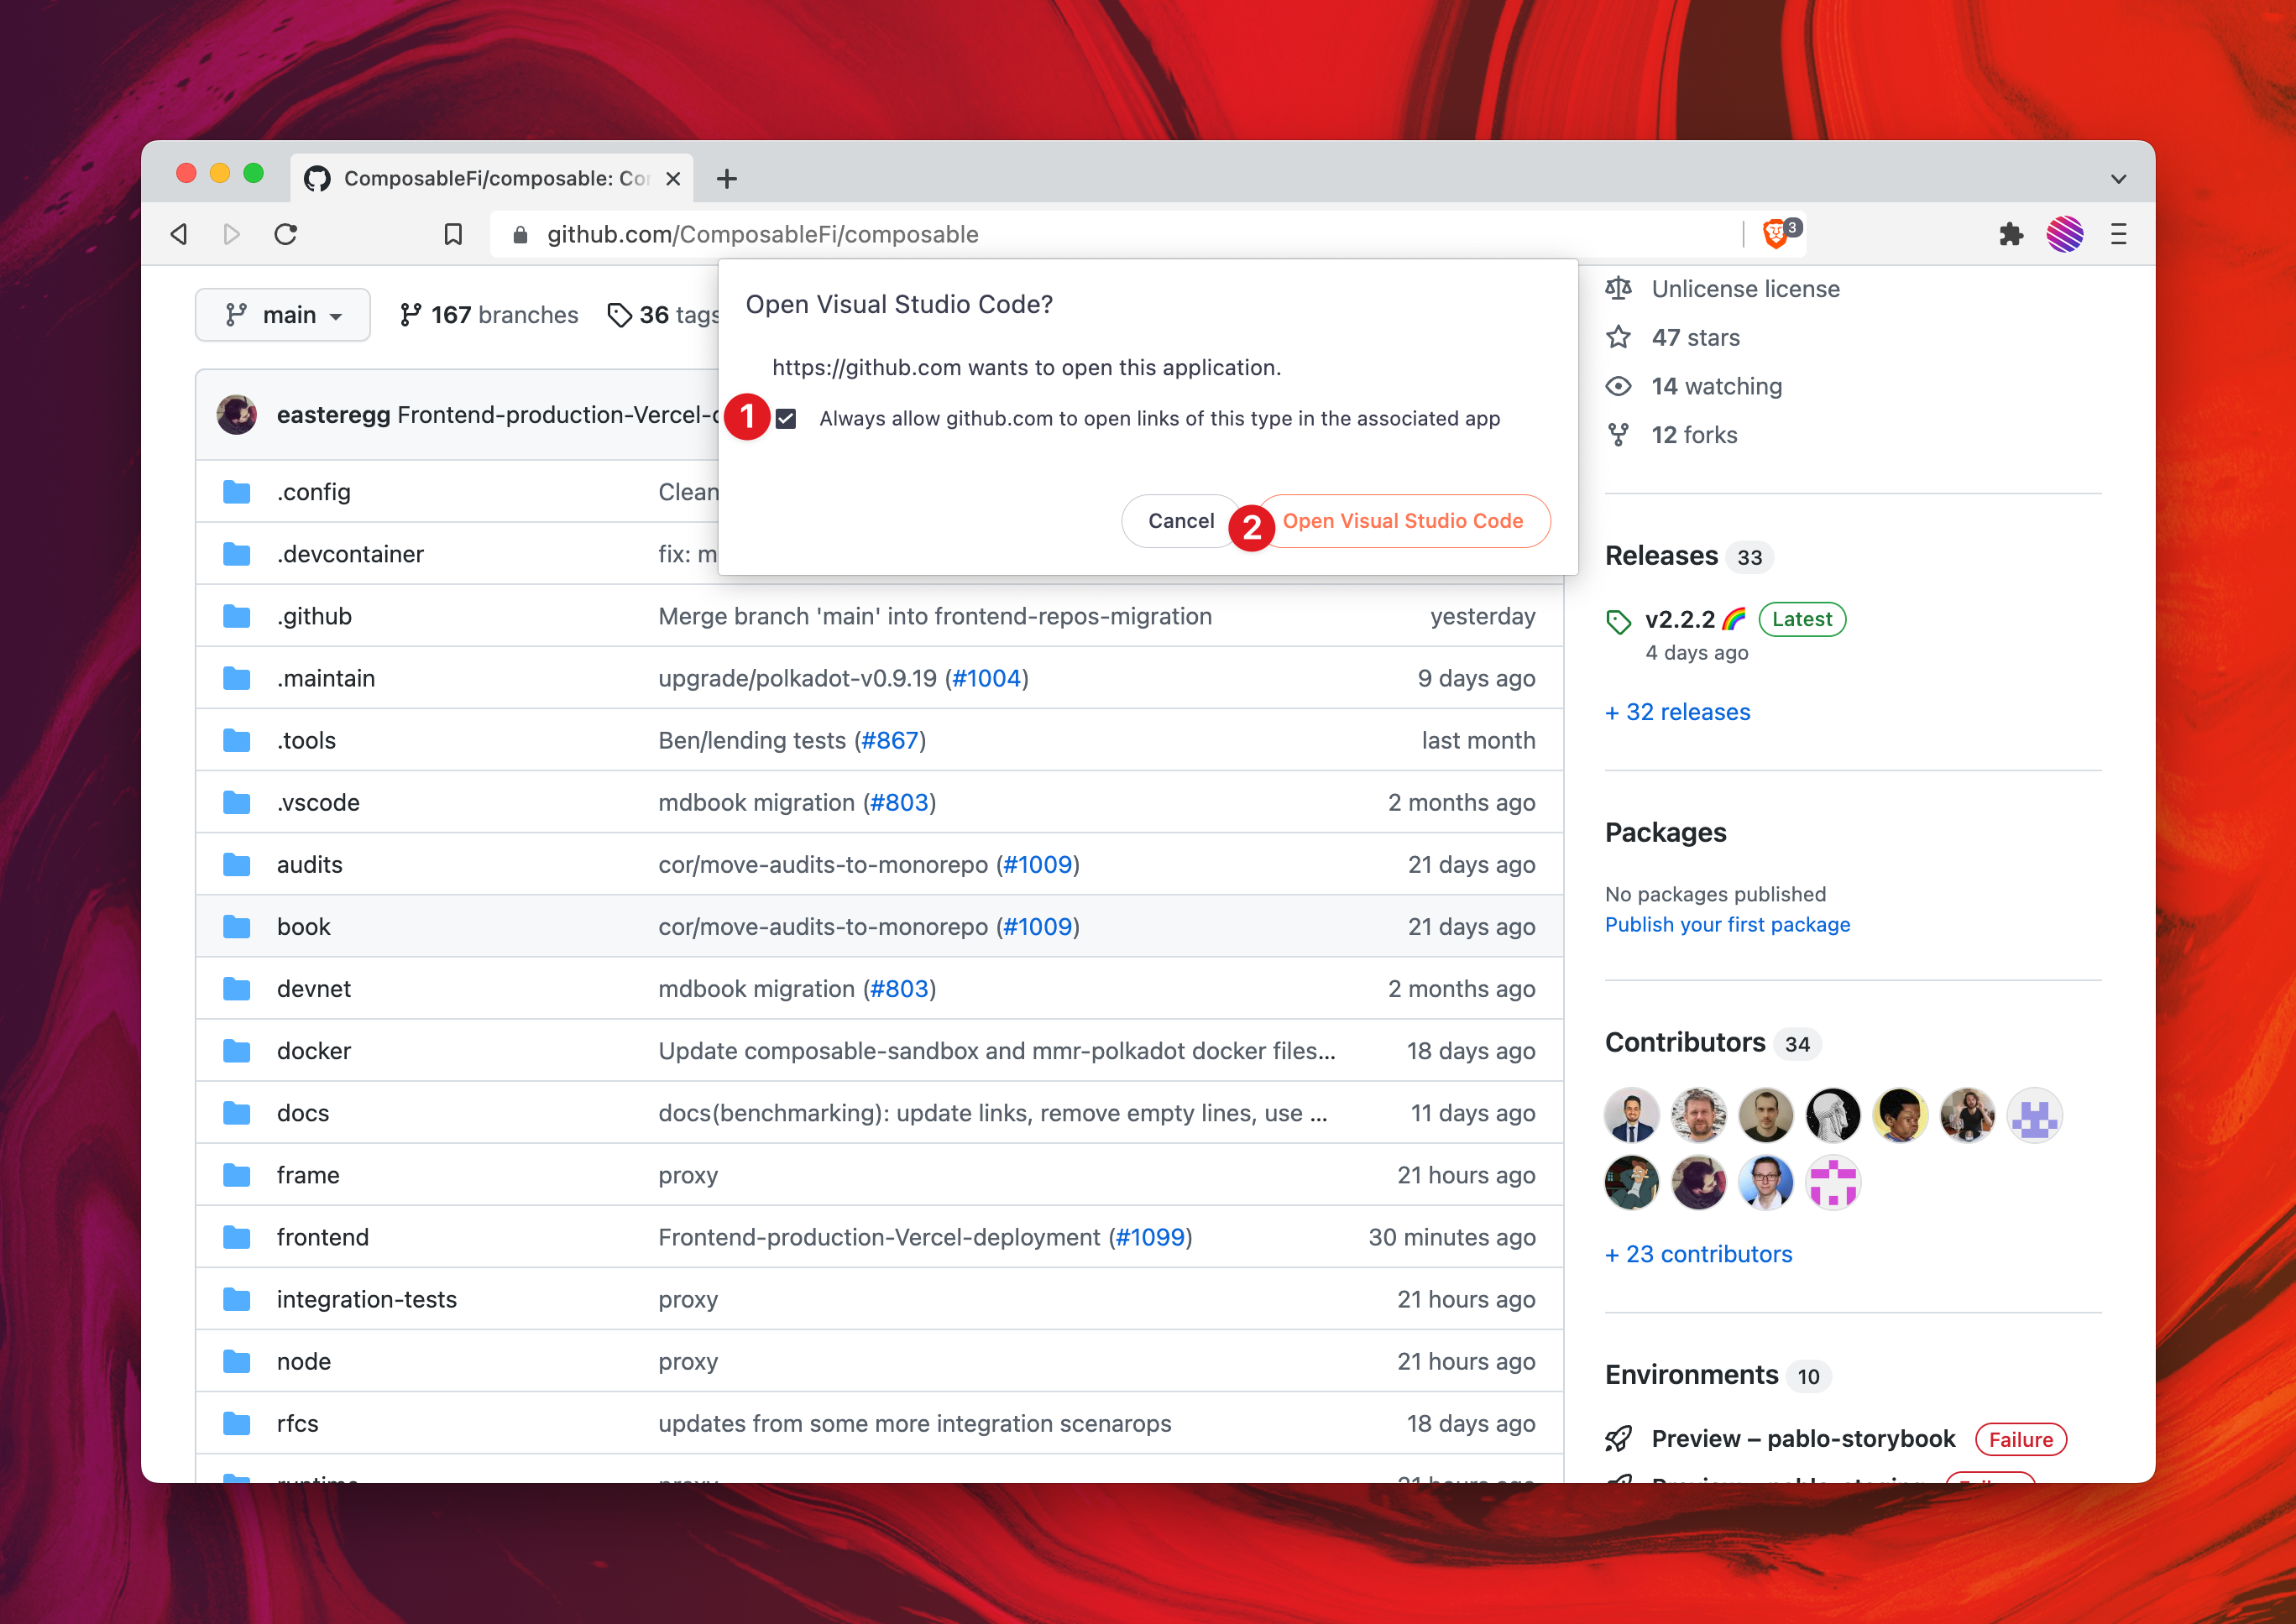 ComposableFi/composable: Co
github.com/ComposableFi/composable
3
main
167 branches
36 tags
Open Visual Studio Code?
https://github.com wants to open this application.
1
Always allow github.com to open links of this type in the associated app
Cancel
2
Open Visual Studio Code
easteregg Frontend-production-Vercel-
.config
Clean
.devcontainer
fix: m
.github
Merge branch 'main' into frontend-repos-migration
yesterday
.maintain
upgrade/polkadot-v0.9.19 (#1004)
9 days ago
.tools
Ben/lending tests (#867)
last month
.vscode
mdbook migration (#803)
2 months ago
audits
cor/move-audits-to-monorepo (#1009)
21 days ago
book
cor/move-audits-to-monorepo (#1009)
21 days ago
devnet
mdbook migration (#803)
2 months ago
docker
Update composable-sandbox and mmr-polkadot docker files...
18 days ago
docs
docs(benchmarking): update links, remove empty lines, use ...
11 days ago
frame
proxy
21 hours ago
frontend
Frontend-production-Vercel-deployment (#1099)
30 minutes ago
integration-tests
proxy
21 hours ago
node
proxy
21 hours ago
rfcs
updates from some more integration scenarops
18 days ago
runtime
proxy
21 hours ago
Unlicense license
47 stars
14 watching
12 forks
Releases 33
v2.2.2🌈 Latest
4 days ago
+ 32 releases
Packages
No packages published
Publish your first package
Contributors 34
+ 23 contributors
Environments 10
Preview – pablo-storybook Failure